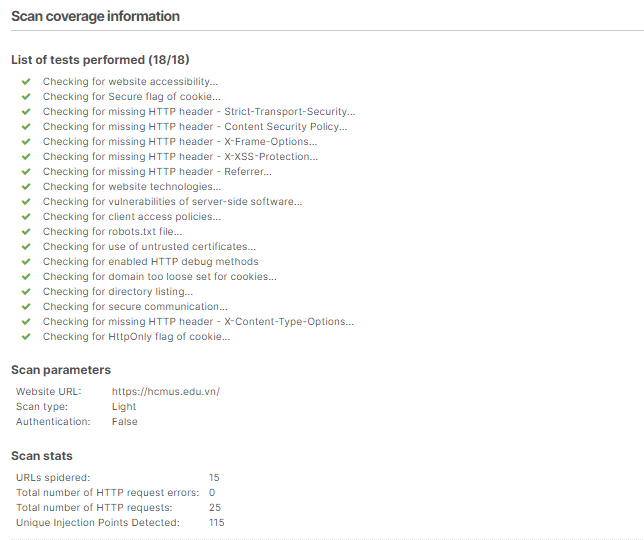 Scan coverage information
List of tests performed (18/18)
Checking for website accessibility...
Checking for Secure flag of cookie...
Checking for missing HTTP header - Strict-Transport-Security...
Checking for missing HTTP header - Content Security Policy...
Checking for missing HTTP header - X-Frame-Options...
Checking for missing HTTP header - X-XSS-Protection...
Checking for missing HTTP header - Referrer...
Checking for website technologies...
Checking for vulnerabilities of server-side software...
Checking for client access policies...
Checking for robots.txt file...
Checking for use of untrusted certificates...
Checking for enabled HTTP debug methods
Checking for domain too loose set for cookies...
Checking for directory listing...
Checking for secure communication...
Checking for missing HTTP header - X-Content-Type-Options...
Checking for HttpOnly flag of cookie...
Scan parameters
Website URL: https://hcmus.edu.vn/
Scan type: Light
Authentication: False
Scan stats
URLs spidered: 15
Total number of HTTP request errors: 0
Total number of HTTP requests: 25
Unique Injection Points Detected: 115